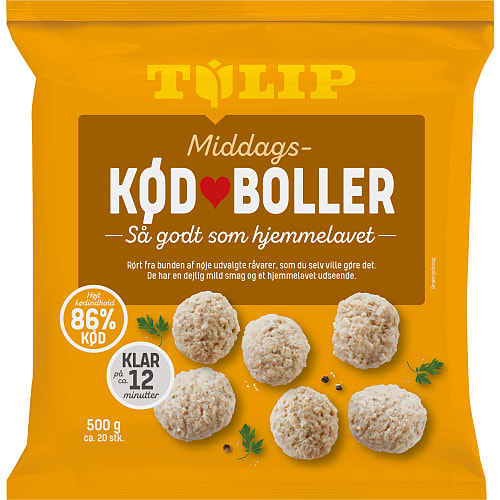 TULIP
Middags-
KØD BOLLER
Så godt som hjemmelavet
Rørt fra bunden af nøje udvalgte råvarer, som du selv ville gøre det.
De har en dejlig mild smag og et hjemmelavet udseende.
Højt
kødindhold
86%
KØD
KLAR
på
ca. 12
minutter
500 g
ca. 20 stk.
Serveringsforslag